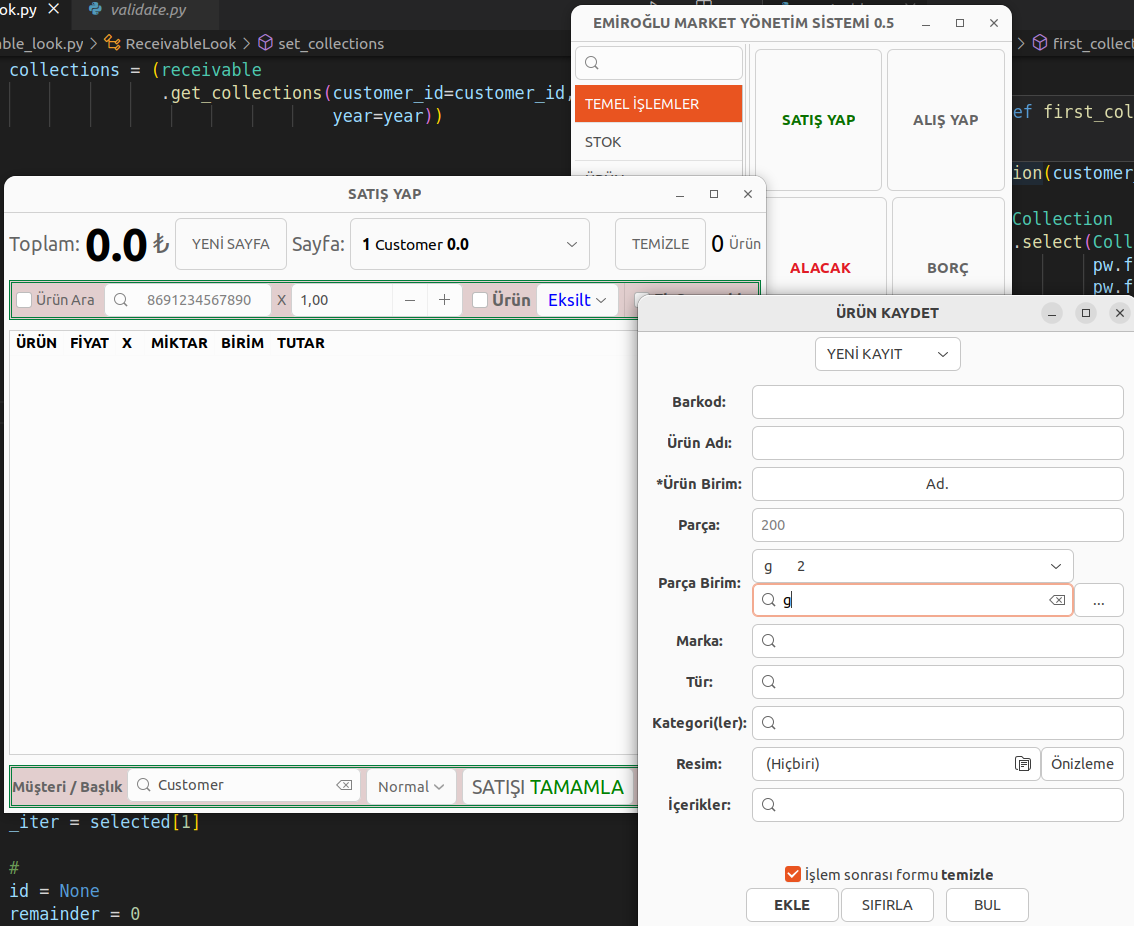 ok.py
validate.py
able_look.py > ReceivableLook > set_collections
collections = (receivable
.get_collections(customer_id=customer_id,
year=year))
EMİROĞLU MARKET YÖNETİM SİSTEMİ 0.5
TEMEL İŞLEMLER
STOK
SATIŞ YAP
ALIŞ YAP
ALACAK
BORÇ
> first_collect
ef first_col
ion(customer_
Collection
.select(Coll
pw.f
pw.f
SATIŞ YAP
Toplam: 0.0 ₺ YENİ SAYFA Sayfa: 1 Customer 0.0 TEMİZLE 0 Ürün
Ürün Ara 8691234567890 X 1,00 − + Ürün Eksilt
ÜRÜN FİYAT X MİKTAR BİRİM TUTAR
Müşteri / Başlık Customer Normal SATIŞI TAMAMLA
ÜRÜN KAYDET
YENİ KAYIT
Barkod:
Ürün Adı:
*Ürün Birim: Ad.
Parça: 200
Parça Birim: g 2
g ...
Marka:
Tür:
Kategori(ler):
Resim: (Hiçbiri) Önizleme
İçerikler:
İşlem sonrası formu temizle
EKLE SIFIRLA BUL
_iter = selected[1]
#
id = None
remainder = 0